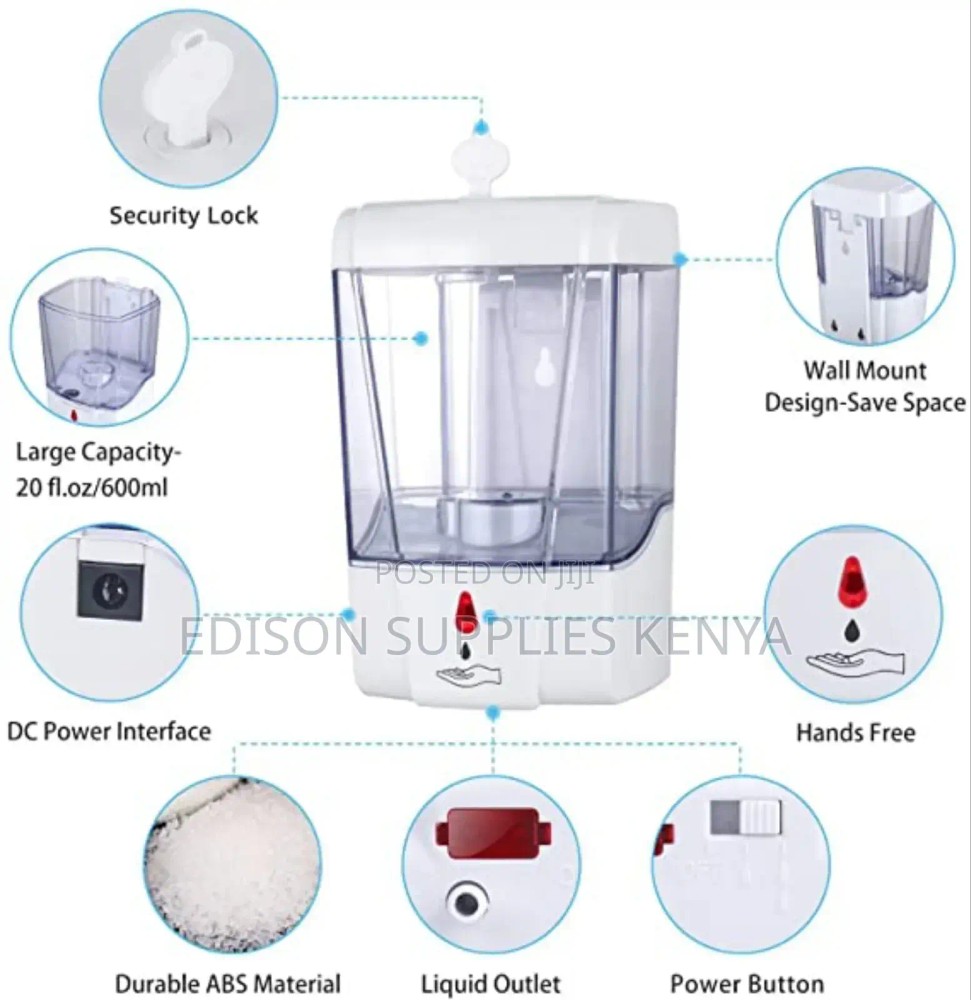 Security Lock
Wall Mount
Design-Save Space
Large Capacity-
20 fl.oz/600ml
POSTED ON JIJI
EDISON SUPPLIES KENYA
DC Power Interface
Hands Free
OFF
Durable ABS Material
Liquid Outlet
Power Button